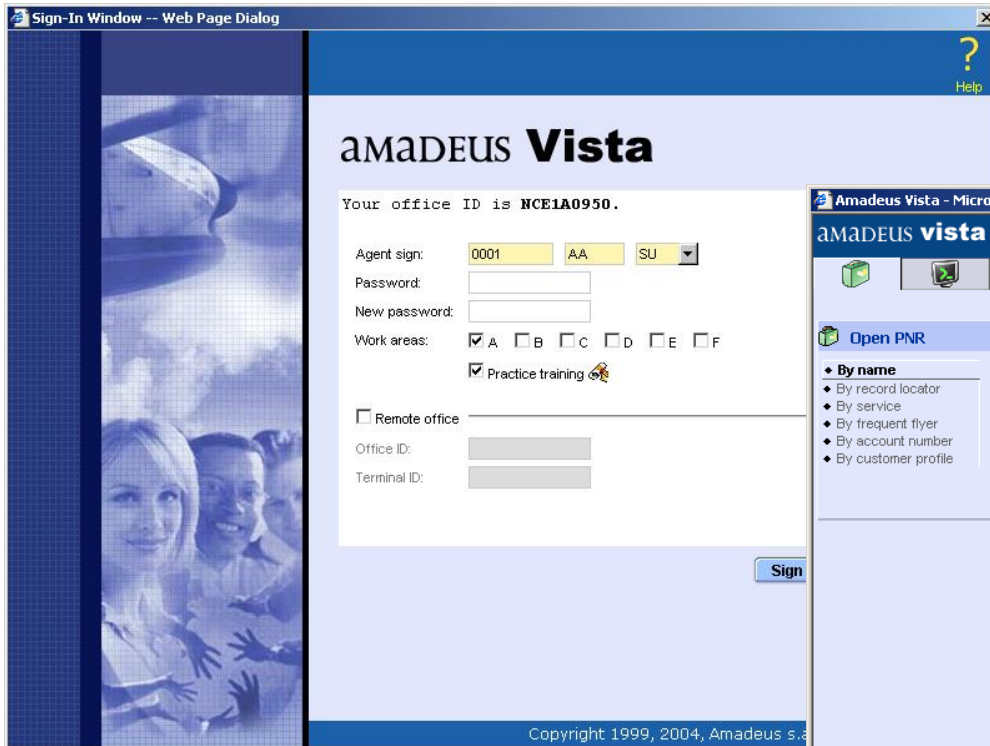 Sign-In Window -- Web Page Dialog
?
Help
AMADEUS Vista
Your office ID is NCE1A0950.
Agent sign: 0001 AA SU
Password:
New password:
Work areas: A B C D E F
Practice training
Remote office
Office ID:
Terminal ID:
Sign
Copyright 1999, 2004, Amadeus s.a
Amadeus Vista - Micro
AMADEUS vista
Open PNR
By name
By record locator
By service
By frequent flyer
By account number
By customer profile